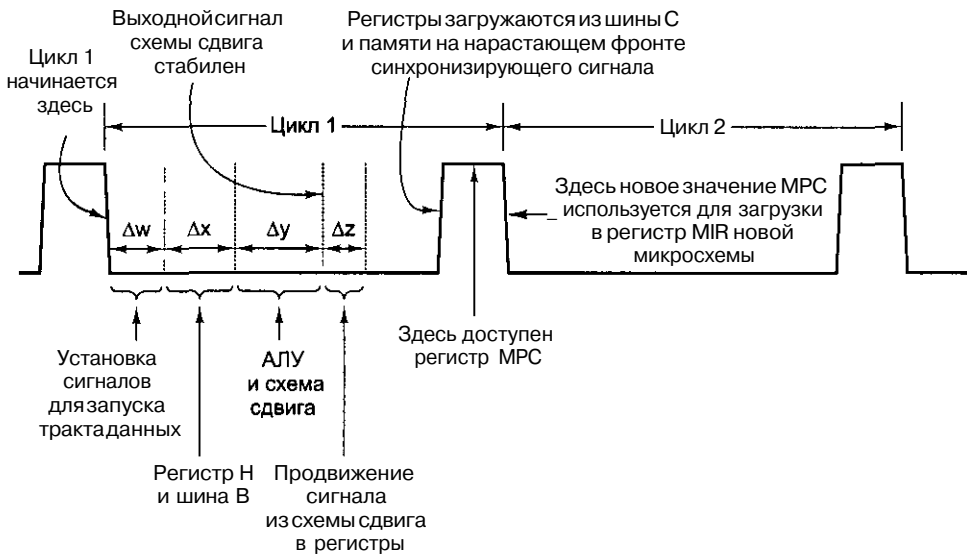 Выходной сигнал
схемы сдвига
стабилен
Регистры загружаются из шины С
и памяти на нарастающем фронте
синхронизирующего сигнала
Цикл 1
начинается
здесь
Цикл 1
Цикл 2
Здесь новое значение МРС
используется для загрузки
в регистр MIR новой
микросхемы
Δw
Δx
Δy
Δz
Установка
сигналов
для запуска
тракта данных
АЛУ
и схема
сдвига
Здесь доступен
регистр МРС
Регистр Н
и шина В
Продвижение
сигнала
из схемы сдвига
в регистры